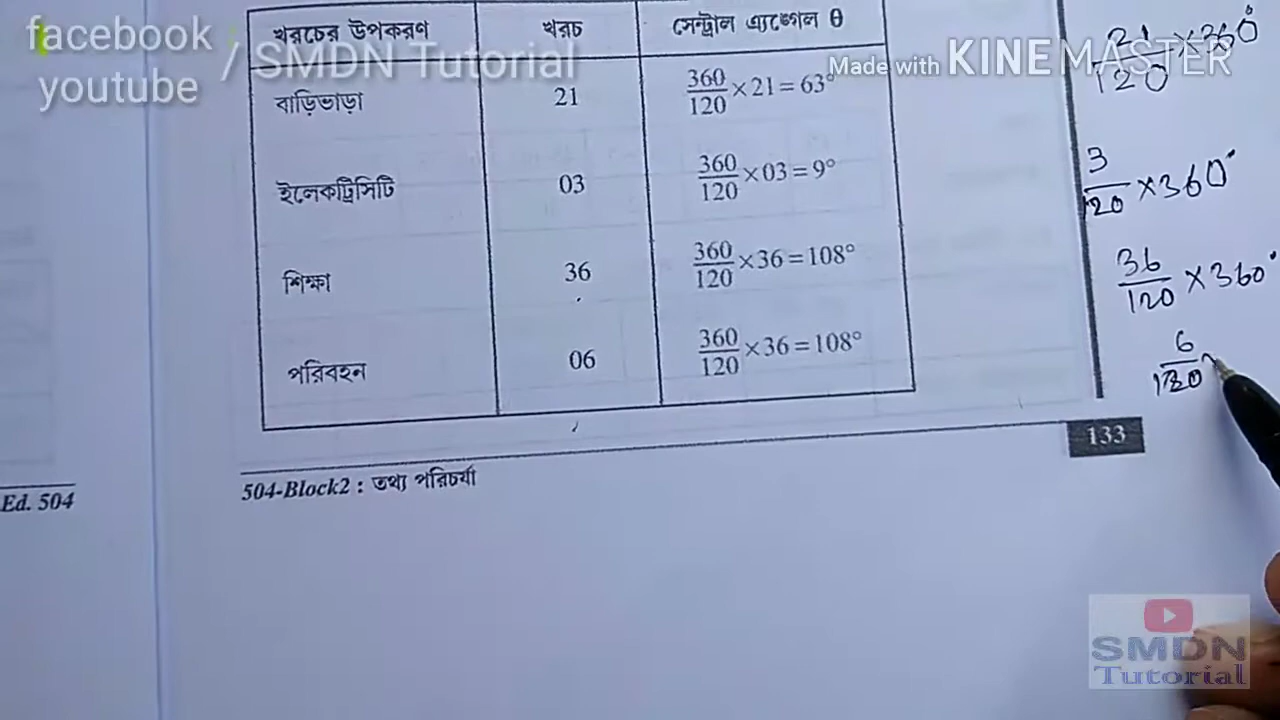 facebook
youtube / SMDN Tutorial
Made with KINEMASTER
খরচের উপকরণ খরচ সেন্ট্রাল এ্যাঙ্গেল θ
বাড়িভাড়া 21 360/120 × 21 = 63°
ইলেকট্রিসিটি 03 360/120 × 03 = 9°
শিক্ষা 36 360/120 × 36 = 108°
পরিবহন 06 360/120 × 36 = 108°
21/120 × 360°
3/120 × 360°
36/120 × 360°
6/120
133
504-Block2 : তথ্য পরিচর্যা
Ed. 504
SMDN
Tutorial